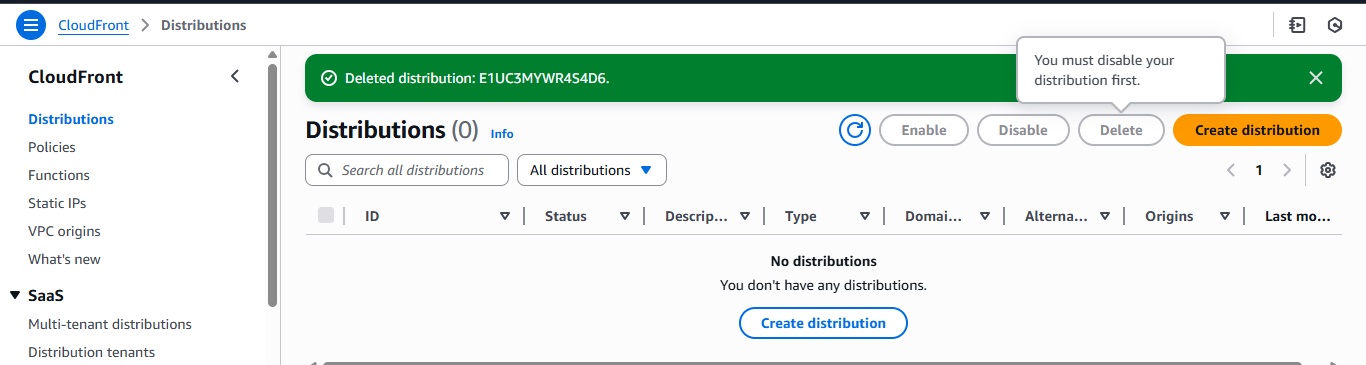 CloudFront > Distributions
CloudFront
Distributions
Policies
Functions
Static IPs
VPC origins
What's new
SaaS
Multi-tenant distributions
Distribution tenants
You must disable your
distribution first.
Deleted distribution: E1UC3MYWR4S4D6.
Distributions (0) Info
Enable Disable Delete Create distribution
Search all distributions All distributions 1
ID Status Descrip... Type Domai... Alterna... Origins Last mo...
No distributions
You don't have any distributions.
Create distribution